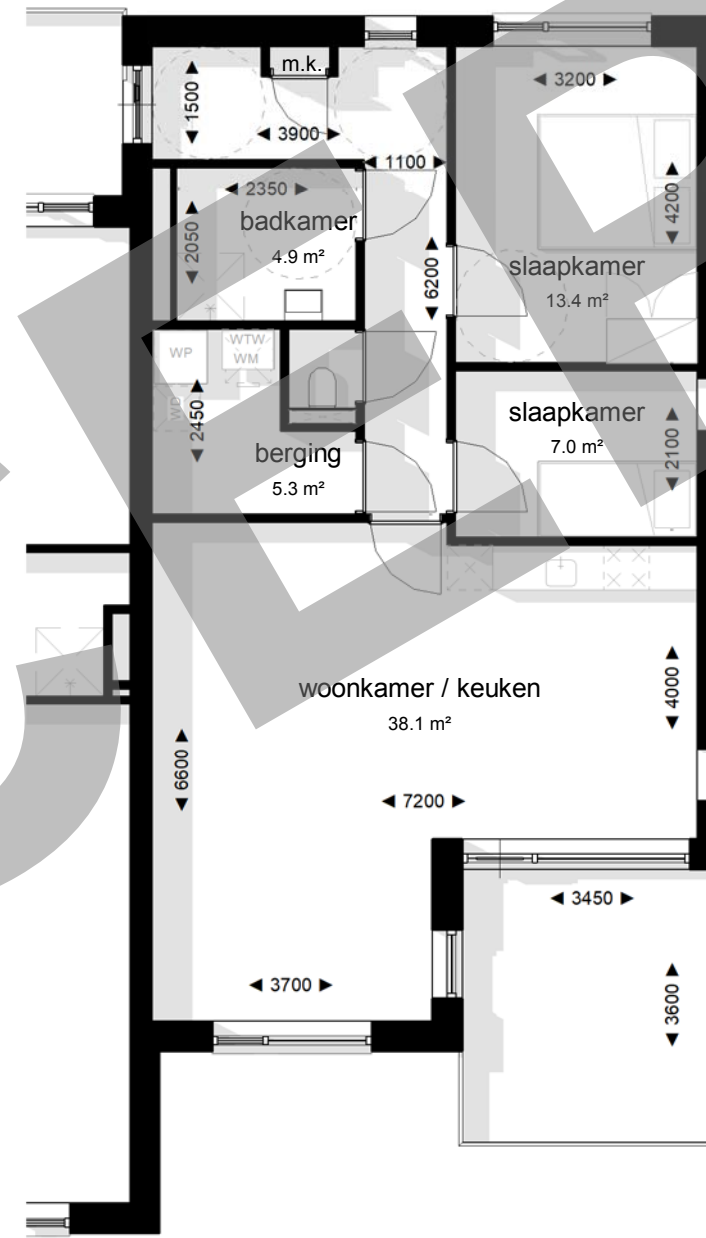 m.k.
1500
3900
1100
3200
4200
2350
2050
badkamer
4.9 m²
6200
slaapkamer
13.4 m²
WP
WTW
WM
WD
2450
berging
5.3 m²
slaapkamer
7.0 m²
2100
woonkamer / keuken
38.1 m²
4000
6600
7200
3450
3700
3600